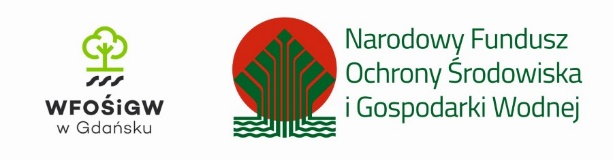 WFOŚiGW
w Gdańsku
Narodowy Fundusz
Ochrony Środowiska
i Gospodarki Wodnej